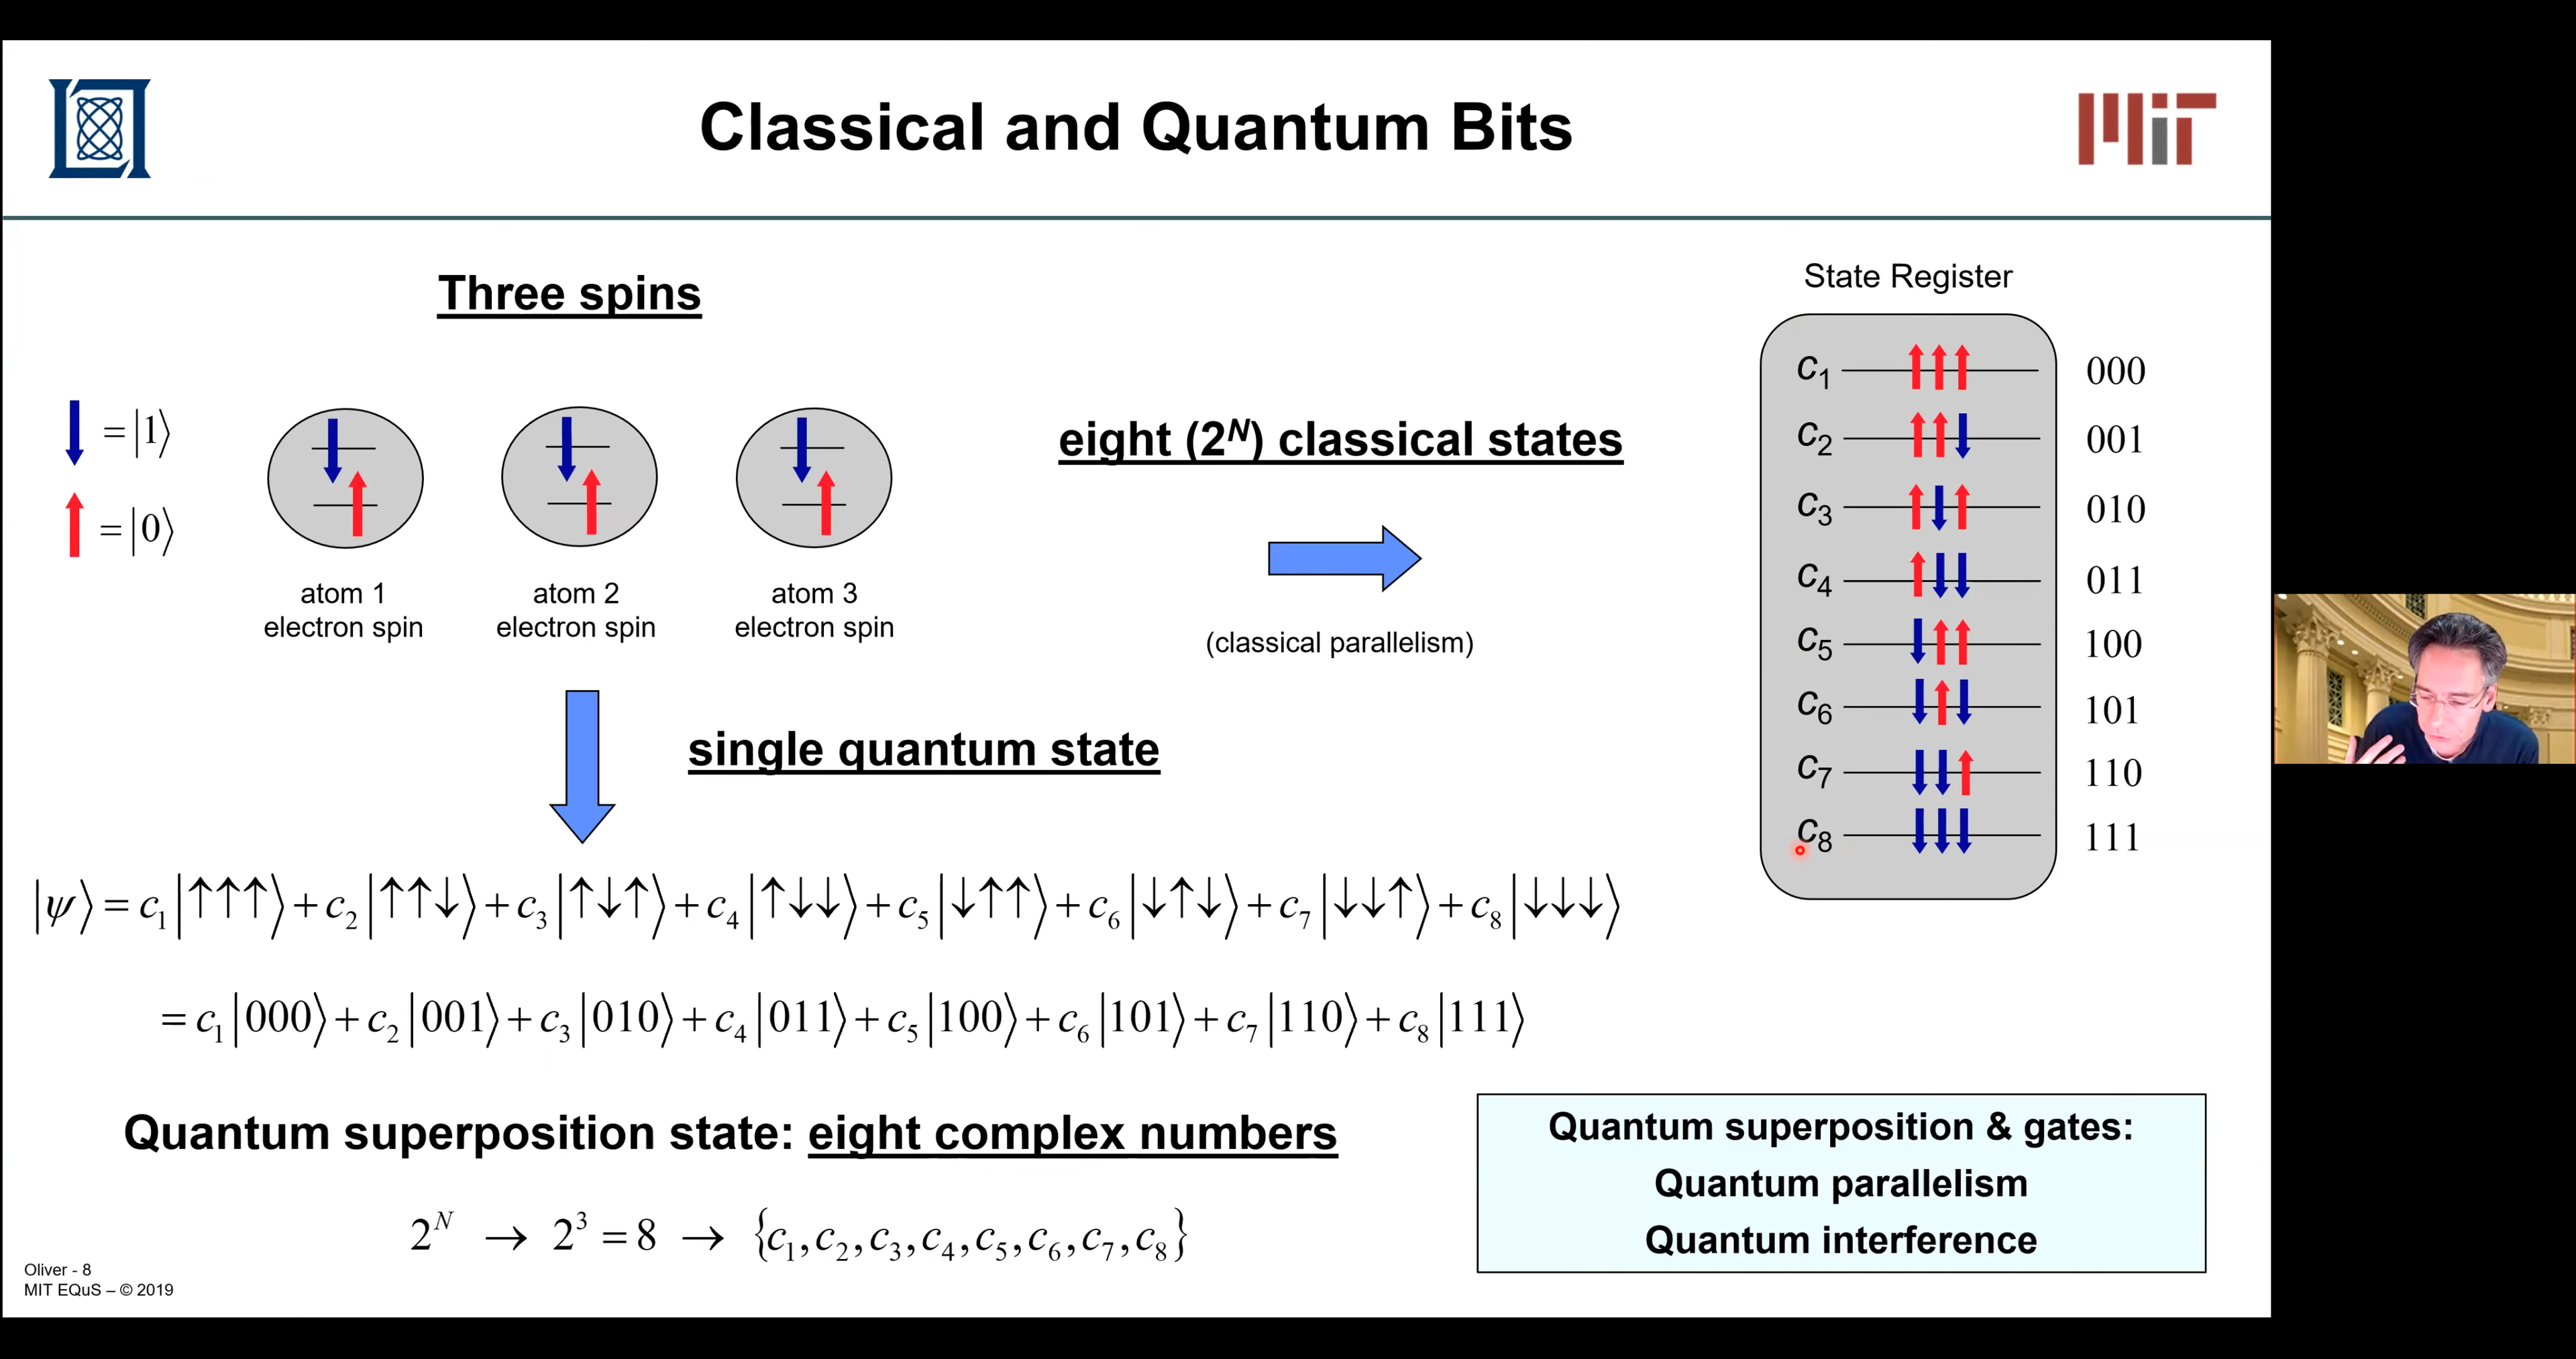 Classical and Quantum Bits
MIT
Three spins
↓ = |1⟩
↑ = |0⟩
atom 1
electron spin
atom 2
electron spin
atom 3
electron spin
eight (2^N) classical states
(classical parallelism)
State Register
c₁ ↑↑↑ 000
c₂ ↑↑↓ 001
c₃ ↑↓↑ 010
c₄ ↑↓↓ 011
c₅ ↓↑↑ 100
c₆ ↓↑↓ 101
c₇ ↓↓↑ 110
c₈ ↓↓↓ 111
single quantum state
|ψ⟩ = c₁|↑↑↑⟩ + c₂|↑↑↓⟩ + c₃|↑↓↑⟩ + c₄|↑↓↓⟩ + c₅|↓↑↑⟩ + c₆|↓↑↓⟩ + c₇|↓↓↑⟩ + c₈|↓↓↓⟩
= c₁|000⟩ + c₂|001⟩ + c₃|010⟩ + c₄|011⟩ + c₅|100⟩ + c₆|101⟩ + c₇|110⟩ + c₈|111⟩
Quantum superposition state: eight complex numbers
2^N → 2³ = 8 → {c₁, c₂, c₃, c₄, c₅, c₆, c₇, c₈}
Quantum superposition & gates:
Quantum parallelism
Quantum interference
Oliver - 8
MIT EQuS – © 2019